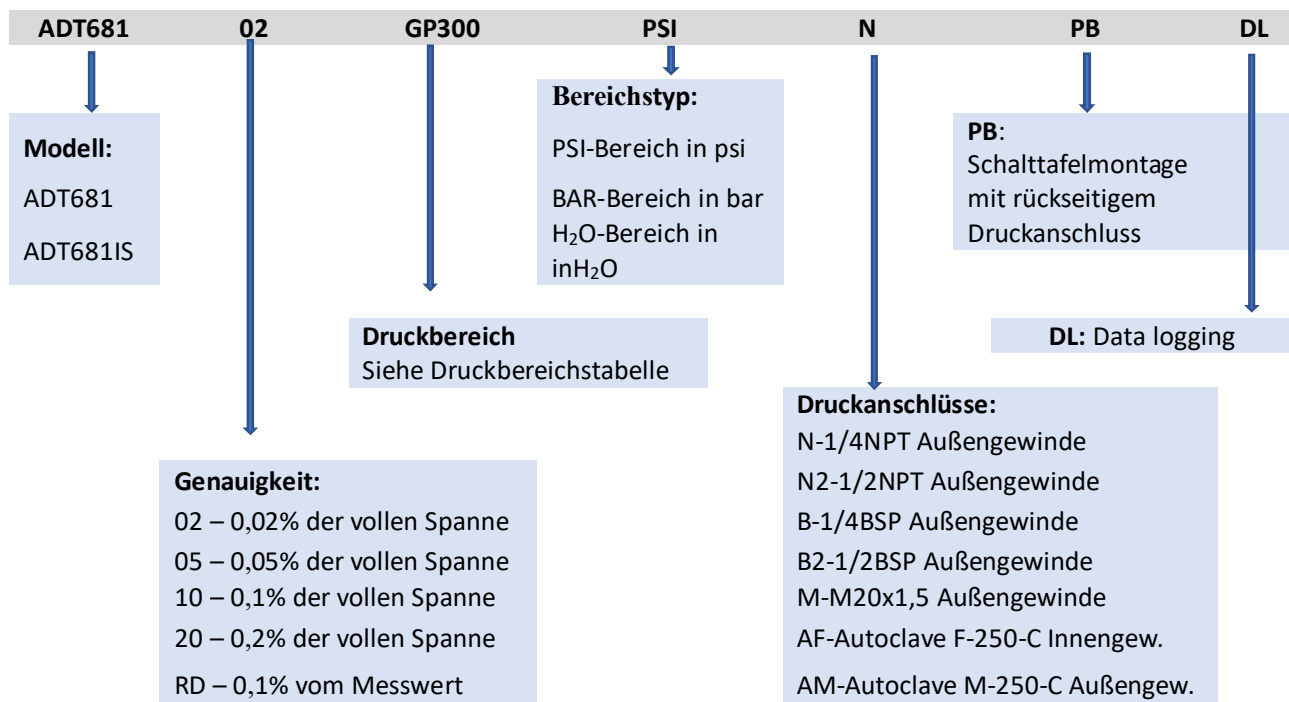 ADT681 02 GP300 PSI N PB DL
Modell:
ADT681
ADT681IS
Bereichstyp:
PSI-Bereich in psi
BAR-Bereich in bar
H₂O-Bereich in
inH₂O
PB:
Schalttafelmontage
mit rückseitigem
Druckanschluss
Druckbereich
Siehe Druckbereichstabelle
DL: Data logging
Genauigkeit:
02 – 0,02% der vollen Spanne
05 – 0,05% der vollen Spanne
10 – 0,1% der vollen Spanne
20 – 0,2% der vollen Spanne
RD – 0,1% vom Messwert
Druckanschlüsse:
N-1/4NPT Außengewinde
N2-1/2NPT Außengewinde
B-1/4BSP Außengewinde
B2-1/2BSP Außengewinde
M-M20x1,5 Außengewinde
AF-Autoclave F-250-C Innengew.
AM-Autoclave M-250-C Außengew.